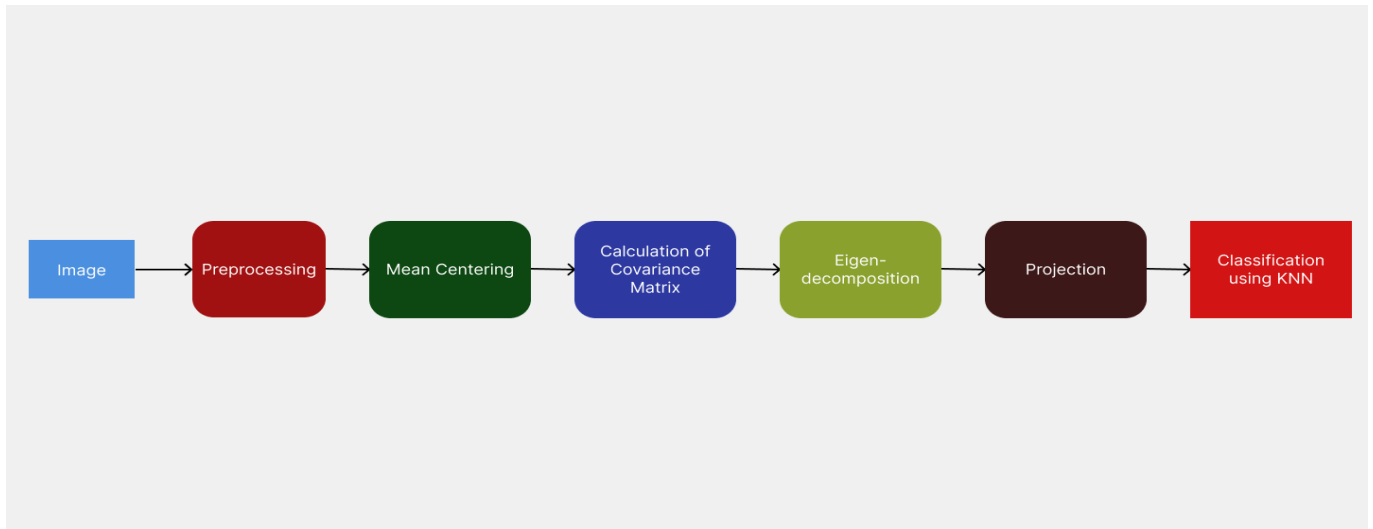 Image
Preprocessing
Mean Centering
Calculation of
Covariance
Matrix
Eigen-
decomposition
Projection
Classification
using KNN